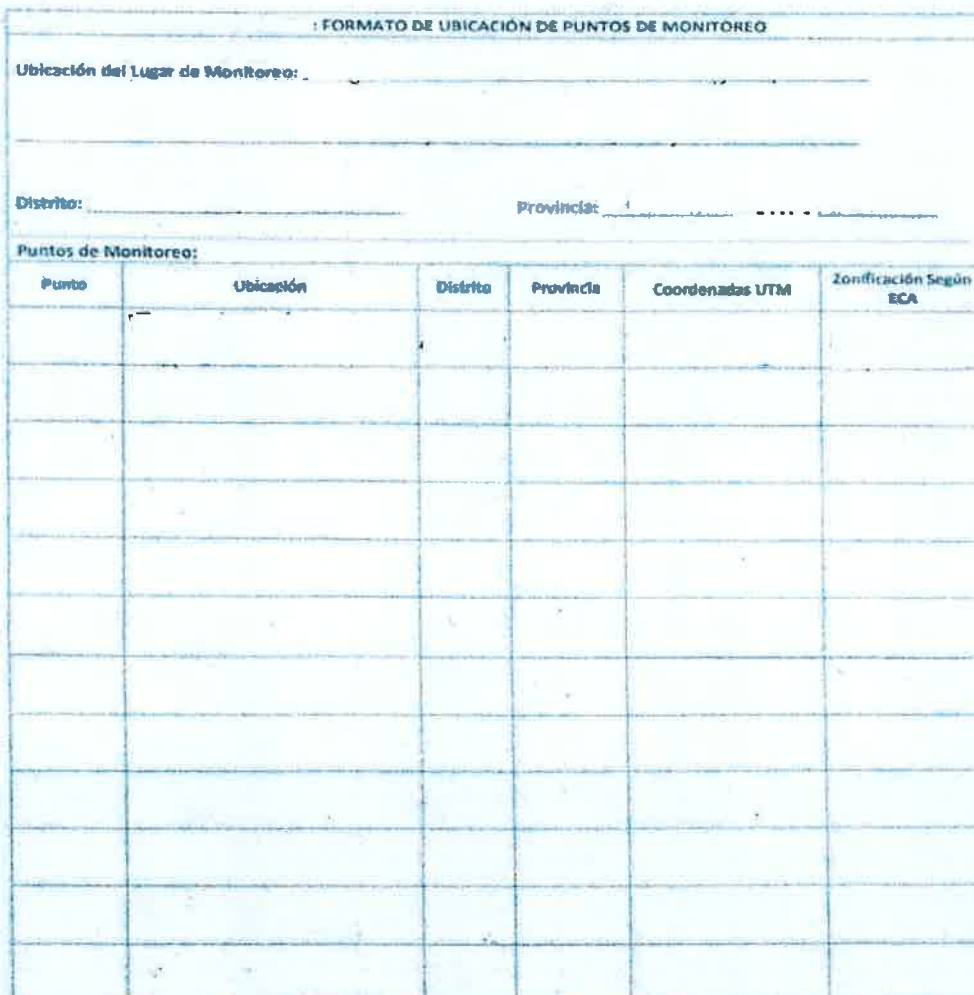 : FORMATO DE UBICACIÓN DE PUNTOS DE MONITOREO
Ubicación del Lugar de Monitoreo:
Distrito: Provincia:
Puntos de Monitoreo:
Punto Ubicación Distrito Provincia Coordenadas UTM Zonificación Según ECA